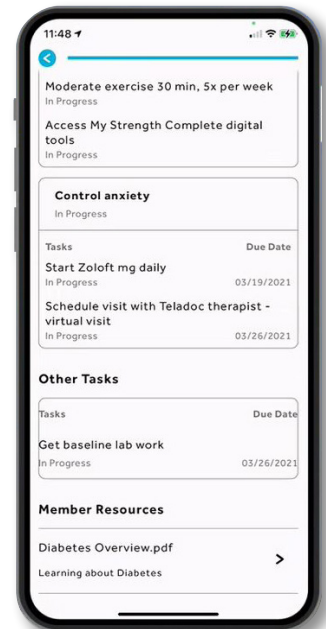 11:48
Moderate exercise 30 min, 5x per week
In Progress
Access My Strength Complete digital
tools
In Progress
Control anxiety
In Progress
Tasks Due Date
Start Zoloft mg daily
In Progress 03/19/2021
Schedule visit with Teladoc therapist -
virtual visit
In Progress 03/26/2021
Other Tasks
Tasks Due Date
Get baseline lab work
In Progress 03/26/2021
Member Resources
Diabetes Overview.pdf
Learning about Diabetes